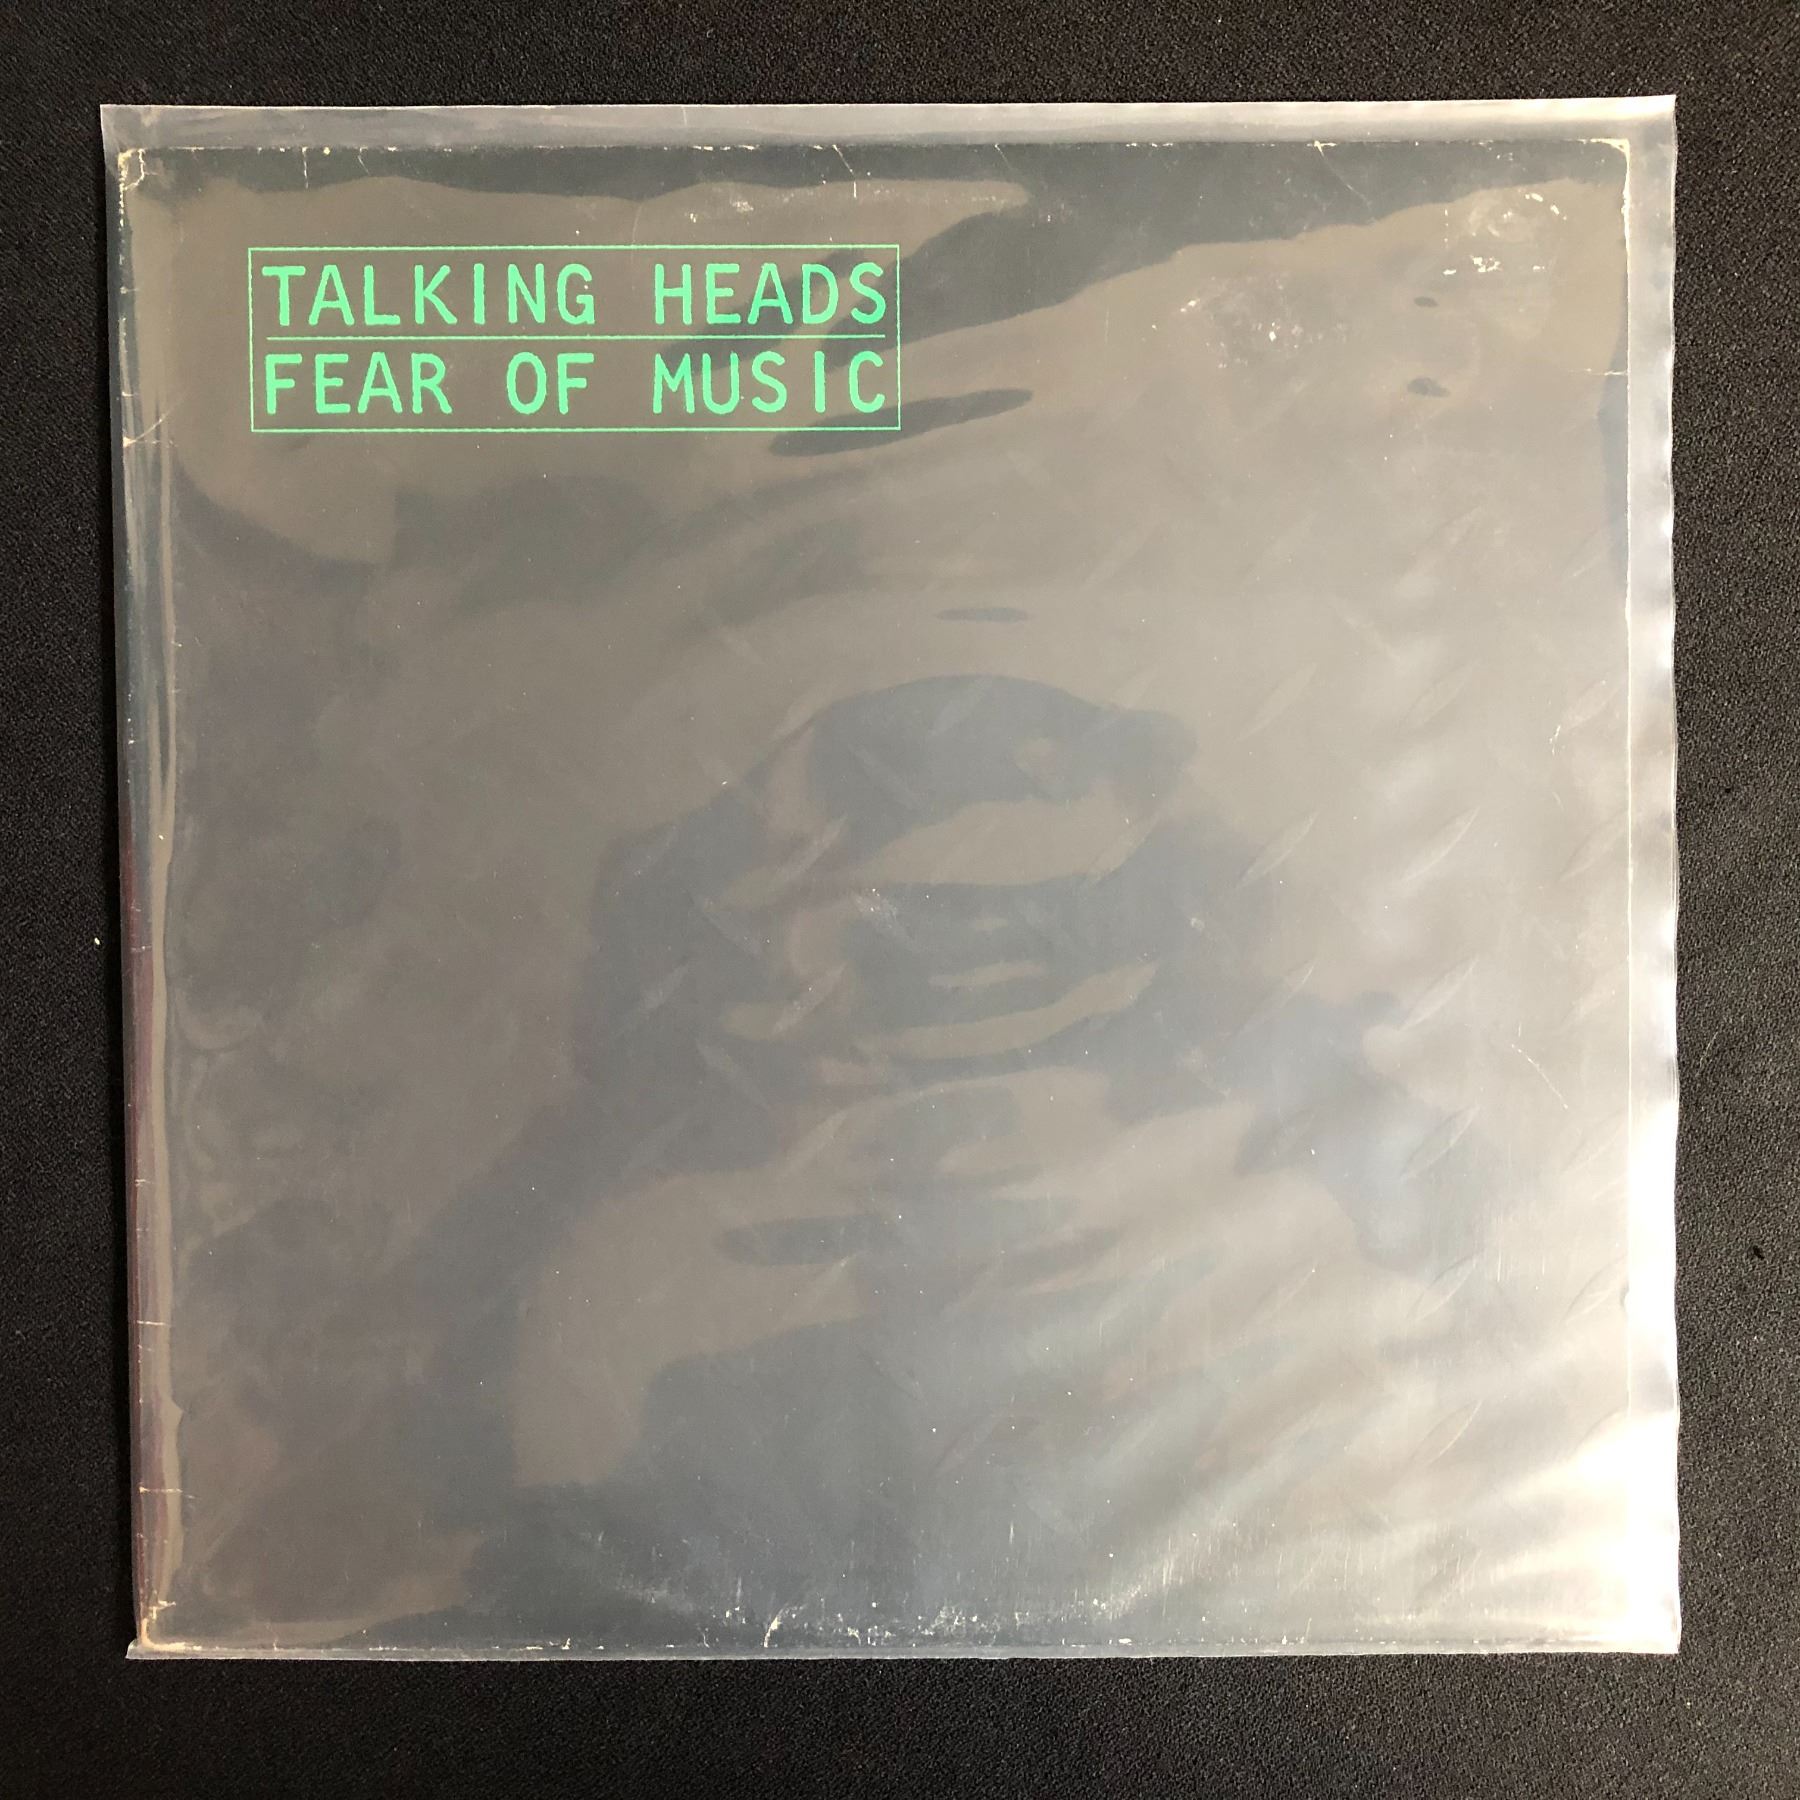 TALKING HEADS
FEAR OF MUSIC